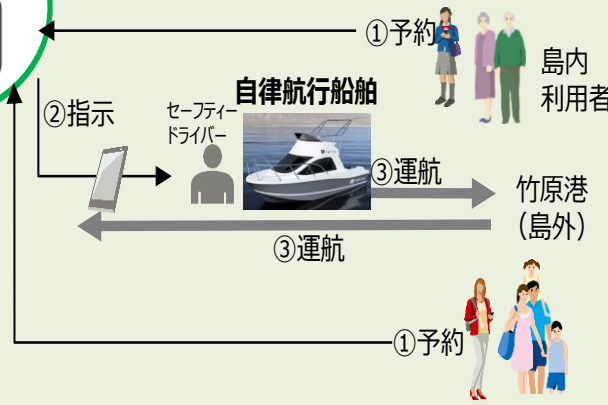 ①予約
島内
利用者
②指示
セーフティー
ドライバー
自律航行船舶
③運航
竹原港
（島外）
③運航
①予約